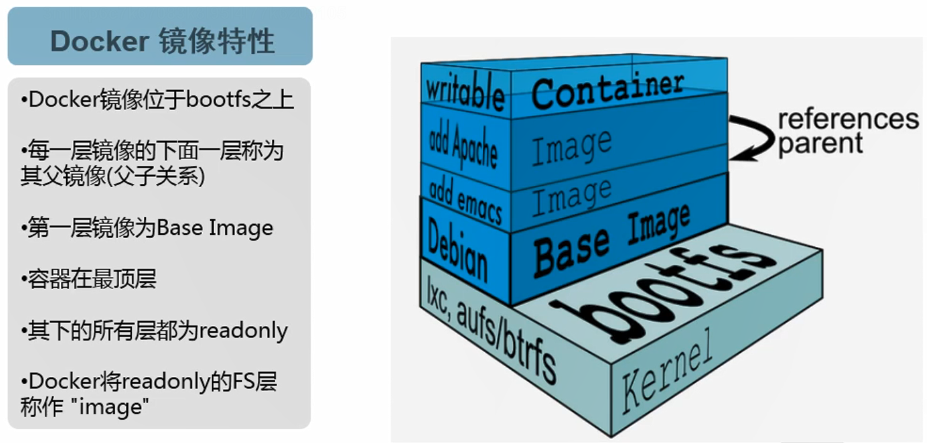 Docker 镜像特性
•Docker镜像位于bootfs之上
•每一层镜像的下面一层称为
其父镜像(父子关系)
•第一层镜像为Base Image
•容器在最顶层
•其下的所有层都为readonly
•Docker将readonly的FS层
称作 "image"
writable Container
add Apache Image
references
parent
add emacs Image
Debian Base Image
lxc, aufs/btrfs
bootfs
Kernel